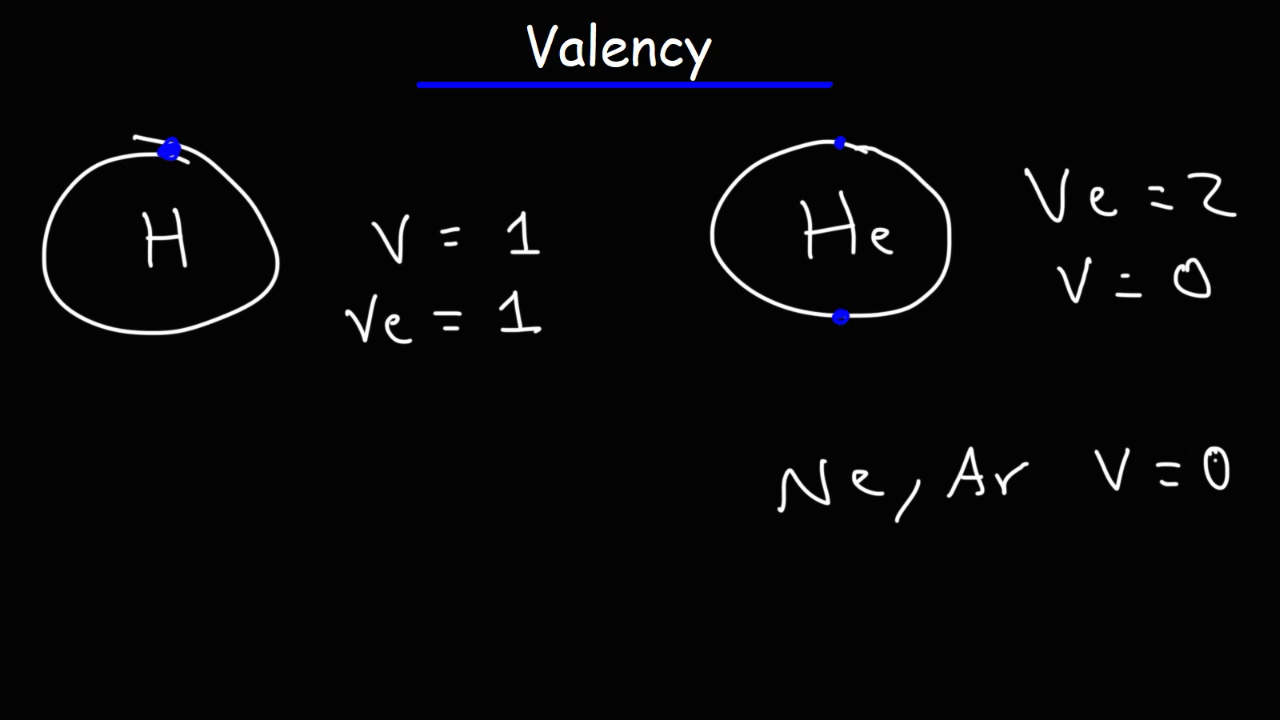 Valency
H
V = 1
Ve = 1
He
Ve = 2
V = 0
Ne, Ar V = 0